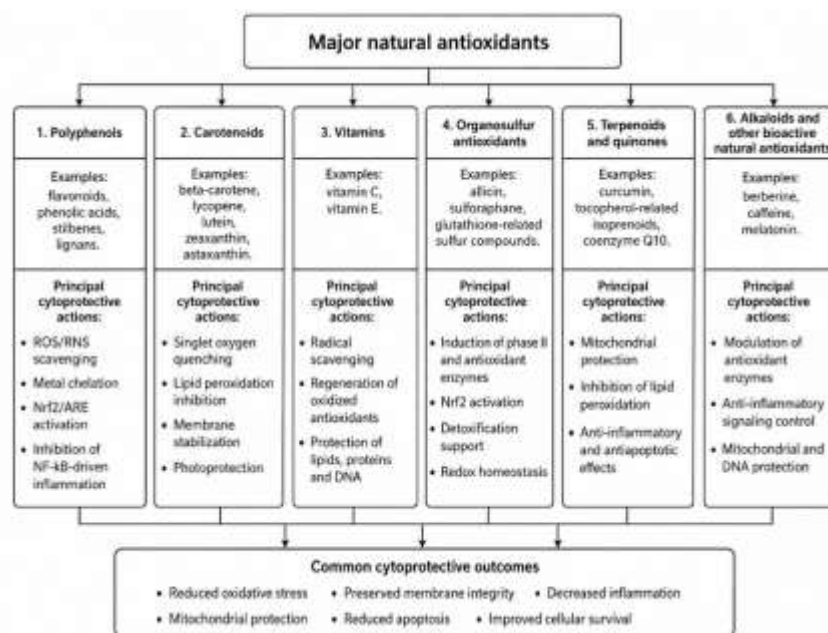 Major natural antioxidants
1. Polyphenols
Examples:
flavonoids,
phenolic acids,
stilbenes,
lignans.
Principal
cytoprotective
actions:
• ROS/RNS
scavenging
• Metal chelation
• Nrf2/ARE
activation
• Inhibition of
NF-kB-driven
inflammation
2. Carotenoids
Examples:
beta-carotene,
lycopene,
lutein,
zeaxanthin,
astaxanthin.
Principal
cytoprotective
actions:
• Singlet oxygen
quenching
• Lipid peroxidation
inhibition
• Membrane
stabilization
• Photoprotection
3. Vitamins
Examples:
vitamin C,
vitamin E.
Principal
cytoprotective
actions:
• Radical
scavenging
• Regeneration of
oxidized
antioxidants
• Protection of
lipids, proteins
and DNA
4. Organosulfur
antioxidants
Examples:
allicin,
sulforaphane,
glutathione-related
sulfur compounds.
Principal
cytoprotective
actions:
• Induction of phase II
and antioxidant
enzymes
• Nrf2 activation
• Detoxification
support
• Redox homeostasis
5. Terpenoids
and quinones
Examples:
curcumin,
tocopherol-related
isoprenoids,
coenzyme Q10.
Principal
cytoprotective
actions:
• Mitochondrial
protection
• Inhibition of lipid
peroxidation
• Anti-inflammatory
and antiapoptotic
effects
6. Alkaloids and
other bioactive
natural antioxidants
Examples:
berberine,
caffeine,
melatonin.
Principal
cytoprotective
actions:
• Modulation of
antioxidant
enzymes
• Anti-inflammatory
signaling control
• Mitochondrial and
DNA protection
Common cytoprotective outcomes
• Reduced oxidative stress • Preserved membrane integrity • Decreased inflammation
• Mitochondrial protection • Reduced apoptosis • Improved cellular survival